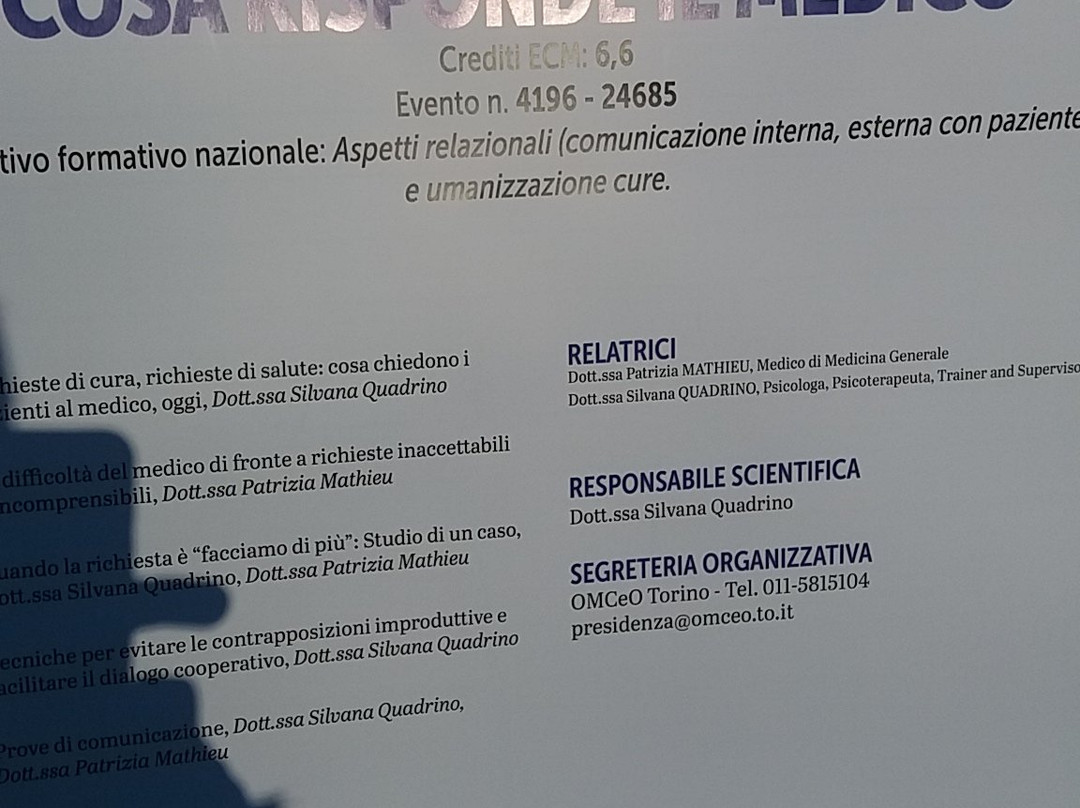 COSA RISPONDE IL MEDICO
Crediti ECM: 6,6
Evento n. 4196 - 24685
tivo formativo nazionale: Aspetti relazionali (comunicazione interna, esterna con paziente
e umanizzazione cure.
hieste di cura, richieste di salute: cosa chiedono i
zienti al medico, oggi, Dott.ssa Silvana Quadrino
difficoltà del medico di fronte a richieste inaccettabili
ncomprensibili, Dott.ssa Patrizia Mathieu
uando la richiesta è “facciamo di più”: Studio di un caso,
ott.ssa Silvana Quadrino, Dott.ssa Patrizia Mathieu
ecniche per evitare le contrapposizioni improduttive e
acilitare il dialogo cooperativo, Dott.ssa Silvana Quadrino
Prove di comunicazione, Dott.ssa Silvana Quadrino,
Dott.ssa Patrizia Mathieu
RELATRICI
Dott.ssa Patrizia MATHIEU, Medico di Medicina Generale
Dott.ssa Silvana QUADRINO, Psicologa, Psicoterapeuta, Trainer and Superviso
RESPONSABILE SCIENTIFICA
Dott.ssa Silvana Quadrino
SEGRETERIA ORGANIZZATIVA
OMCeO Torino - Tel. 011-5815104
presidenza@omceo.to.it